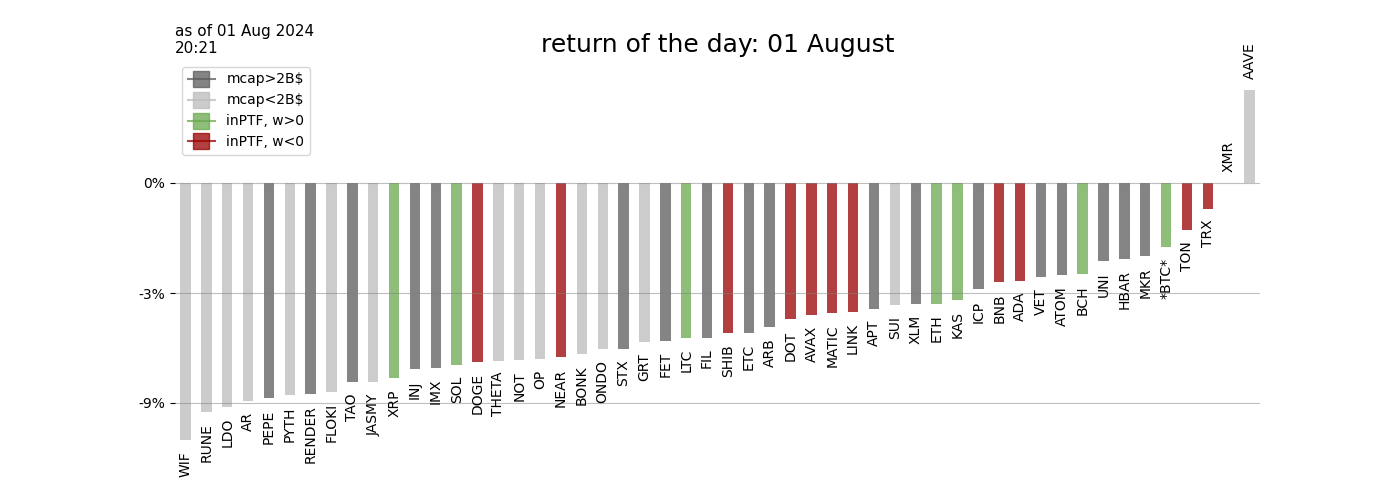 as of 01 Aug 2024
20:21
return of the day: 01 August
mcap>2B$
mcap<2B$
inPTF, w>0
inPTF, w<0
0%
-3%
-9%
WIF
RUNE
LDO
AR
PEPE
PYTH
RENDER
FLOKI
TAO
JASMY
XRP
INJ
IMX
SOL
DOGE
THETA
NOT
OP
NEAR
BONK
ONDO
STX
GRT
FET
LTC
FIL
SHIB
ETC
ARB
DOT
AVAX
MATIC
LINK
APT
SUI
XLM
ETH
KAS
ICP
BNB
ADA
VET
ATOM
BCH
UNI
HBAR
MKR
*BTC*
TON
TRX
XMR
AAVE